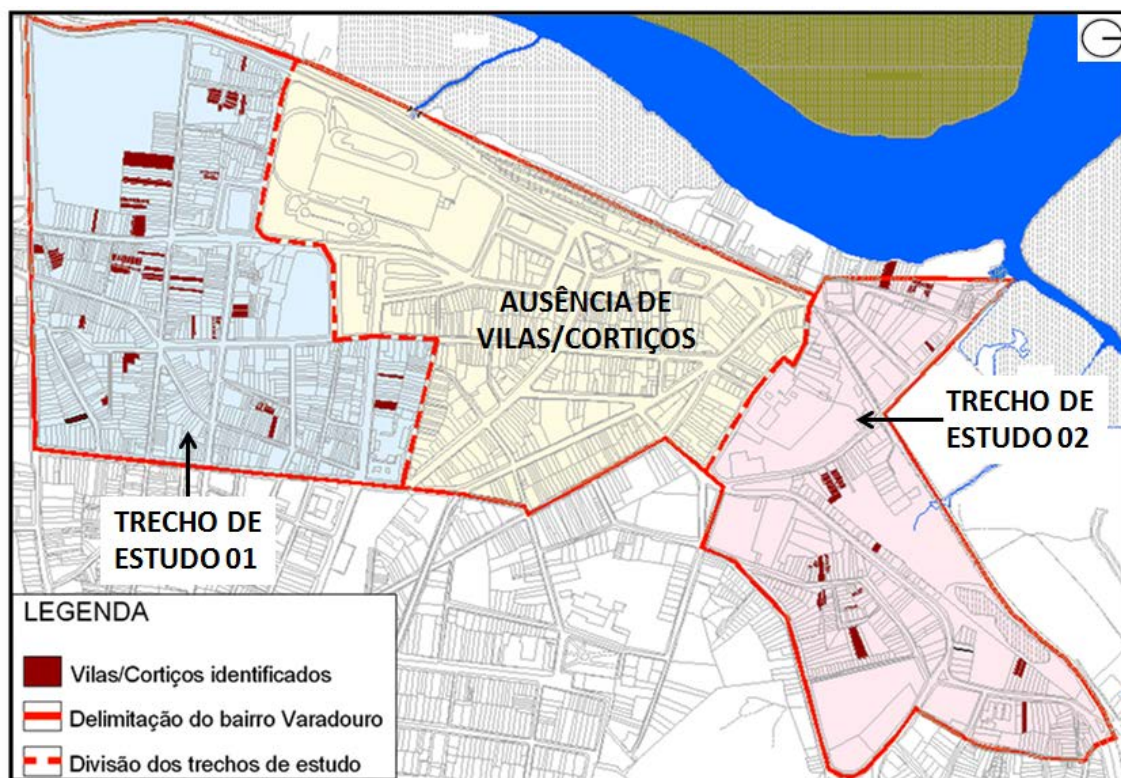 AUSÊNCIA DE
VILAS/CORTIÇOS
TRECHO DE
ESTUDO 02
TRECHO DE
ESTUDO 01
LEGENDA
Vilas/Cortiços identificados
Delimitação do bairro Varadouro
Divisão dos trechos de estudo